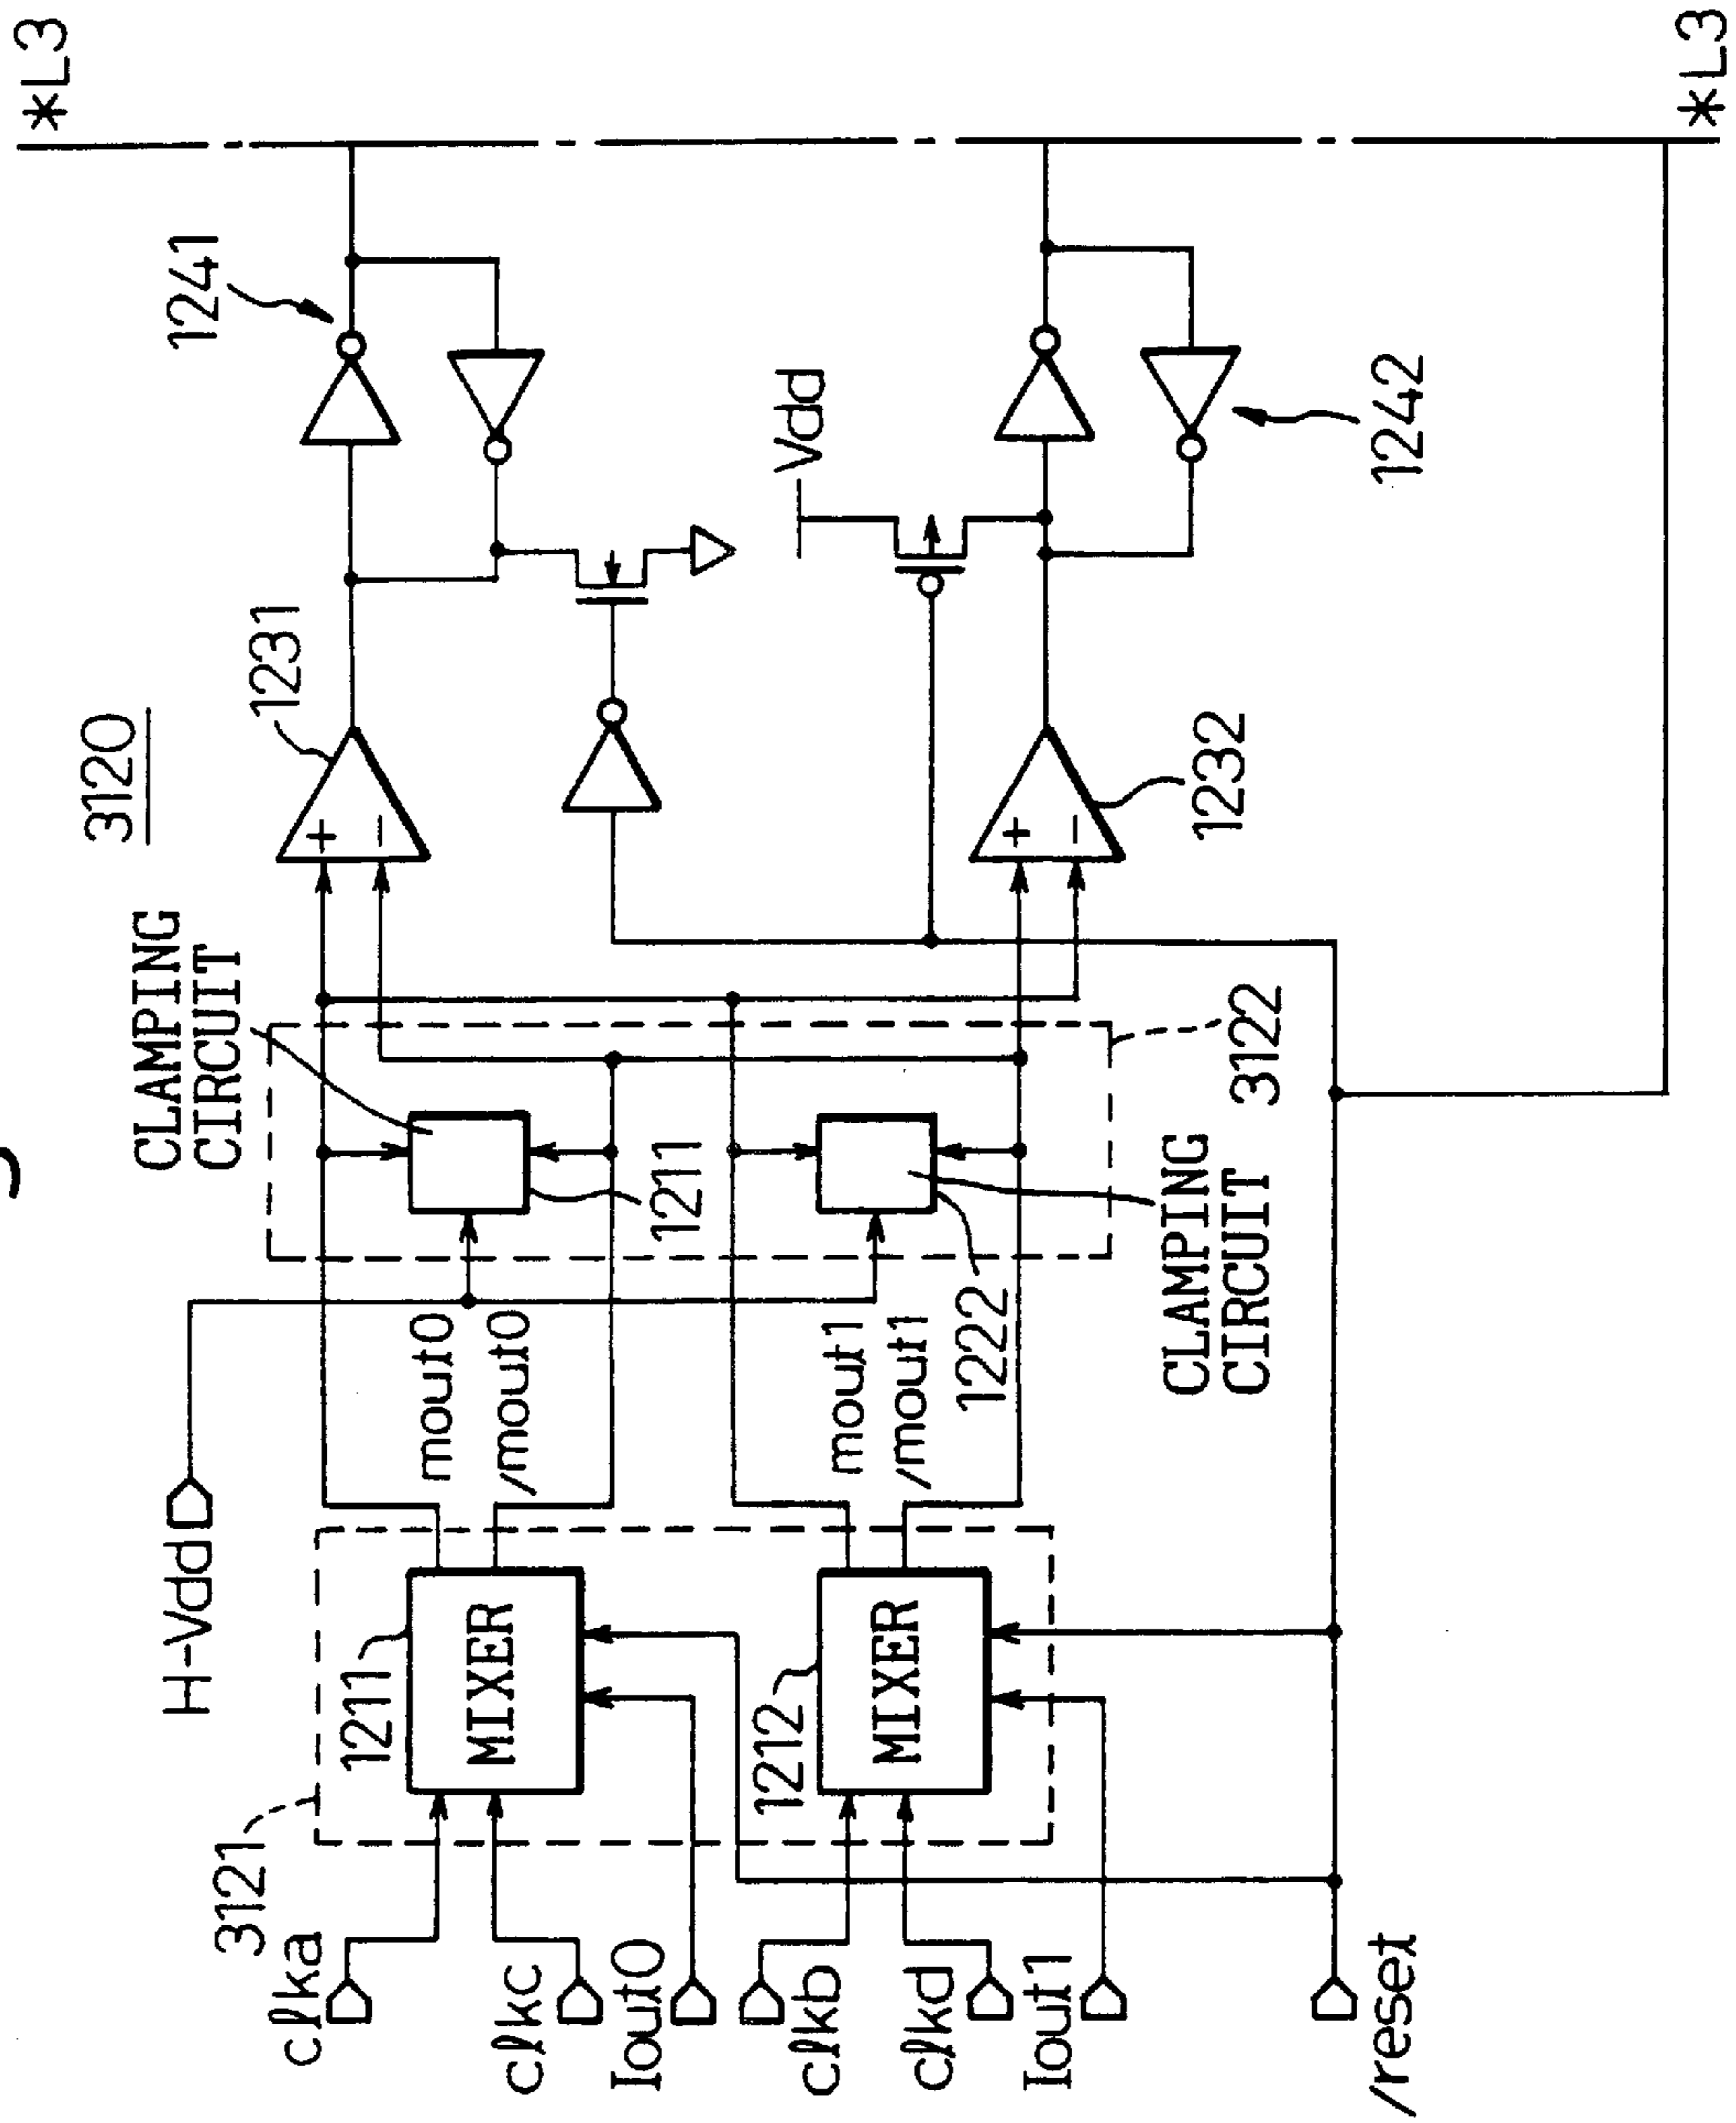 3120
*L3
1241
1231
CLAMPING
CIRCUIT
H-Vdd
mout0
/mout0
1211
1211
MIXER
3121
clka
clkc
Iout0
Vdd
mout1
/mout1
1222
1212
MIXER
clkb
clkd
Iout1
1232
1242
3122
CLAMPING
CIRCUIT
/reset
*L3
+
-
+
-